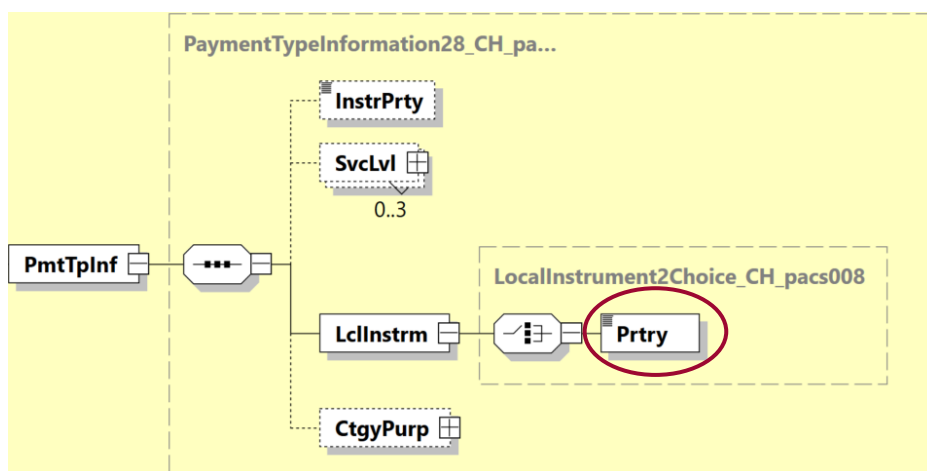 PaymentTypeInformation28_CH_pa...
InstrPrty
SvcLvl
0..3
PmtTpInf
LocalInstrument2Choice_CH_pacs008
LclInstrm
Prtry
CtgyPurp